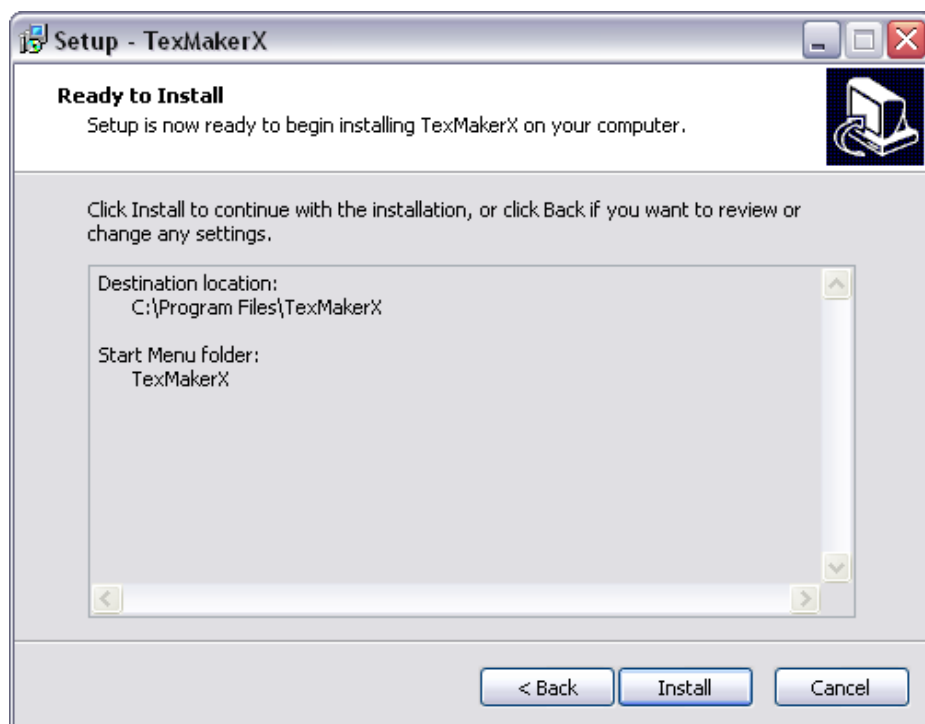 Setup - TexMakerX
Ready to Install
Setup is now ready to begin installing TexMakerX on your computer.
Click Install to continue with the installation, or click Back if you want to review or
change any settings.
Destination location:
C:\Program Files\TexMakerX
Start Menu folder:
TexMakerX
< Back
Install
Cancel